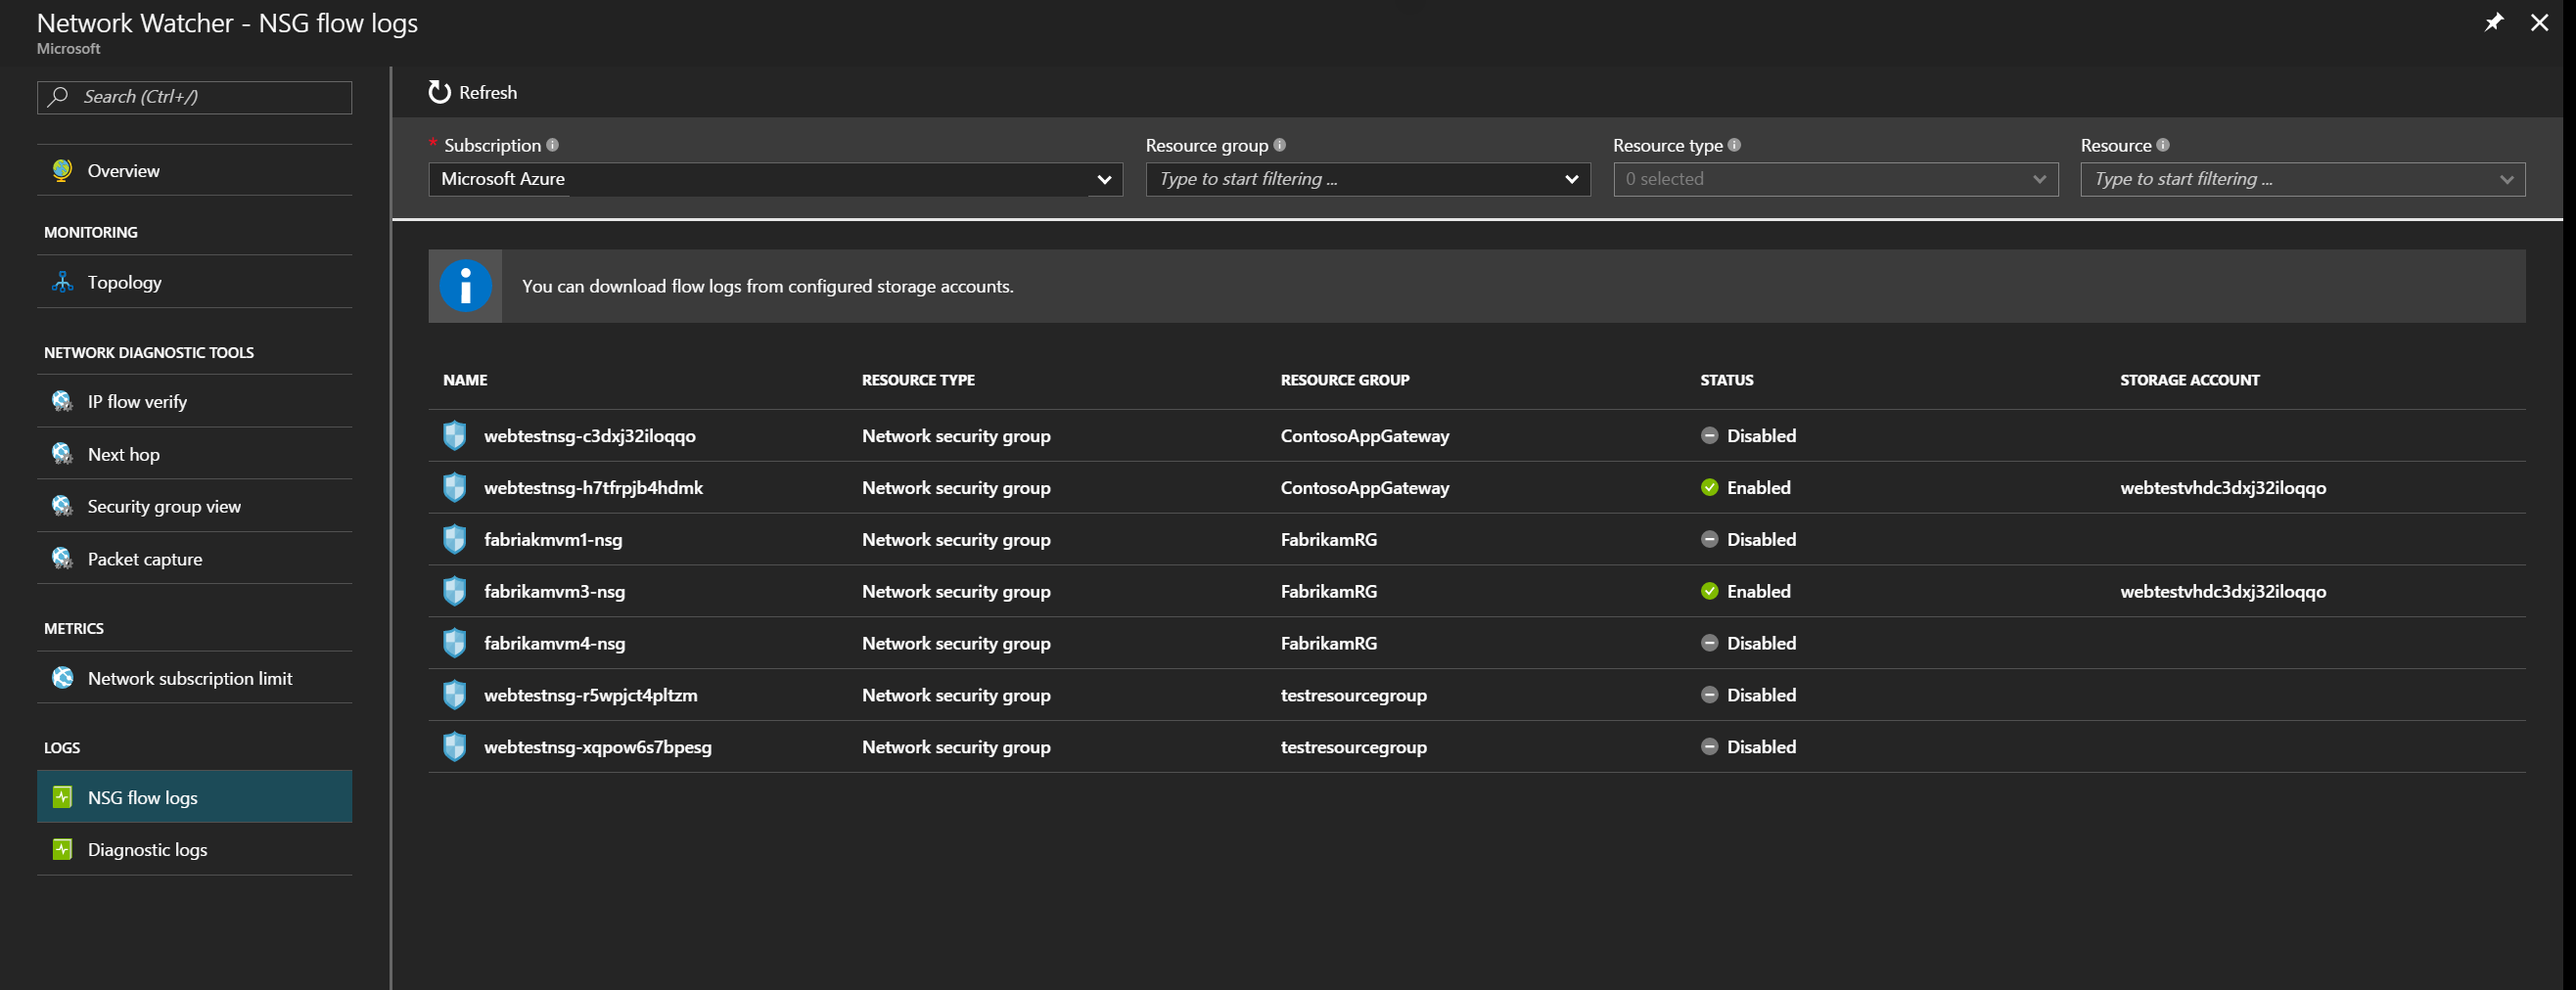 Network Watcher - NSG flow logs
Microsoft
Search (Ctrl+/)
Overview
MONITORING
Topology
NETWORK DIAGNOSTIC TOOLS
IP flow verify
Next hop
Security group view
Packet capture
METRICS
Network subscription limit
LOGS
NSG flow logs
Diagnostic logs
Refresh
* Subscription Resource group Resource type Resource
Microsoft Azure Type to start filtering ... 0 selected Type to start filtering ...
You can download flow logs from configured storage accounts.
NAME RESOURCE TYPE RESOURCE GROUP STATUS STORAGE ACCOUNT
webtestnsg-c3dxj32iloqqo Network security group ContosoAppGateway Disabled
webtestnsg-h7tfrpjb4hdmk Network security group ContosoAppGateway Enabled webtestvhdc3dxj32iloqqo
fabriakmvm1-nsg Network security group FabrikamRG Disabled
fabrikamvm3-nsg Network security group FabrikamRG Enabled webtestvhdc3dxj32iloqqo
fabrikamvm4-nsg Network security group FabrikamRG Disabled
webtestnsg-r5wpjct4pltzm Network security group testresourcegroup Disabled
webtestnsg-xqpow6s7bpesg Network security group testresourcegroup Disabled